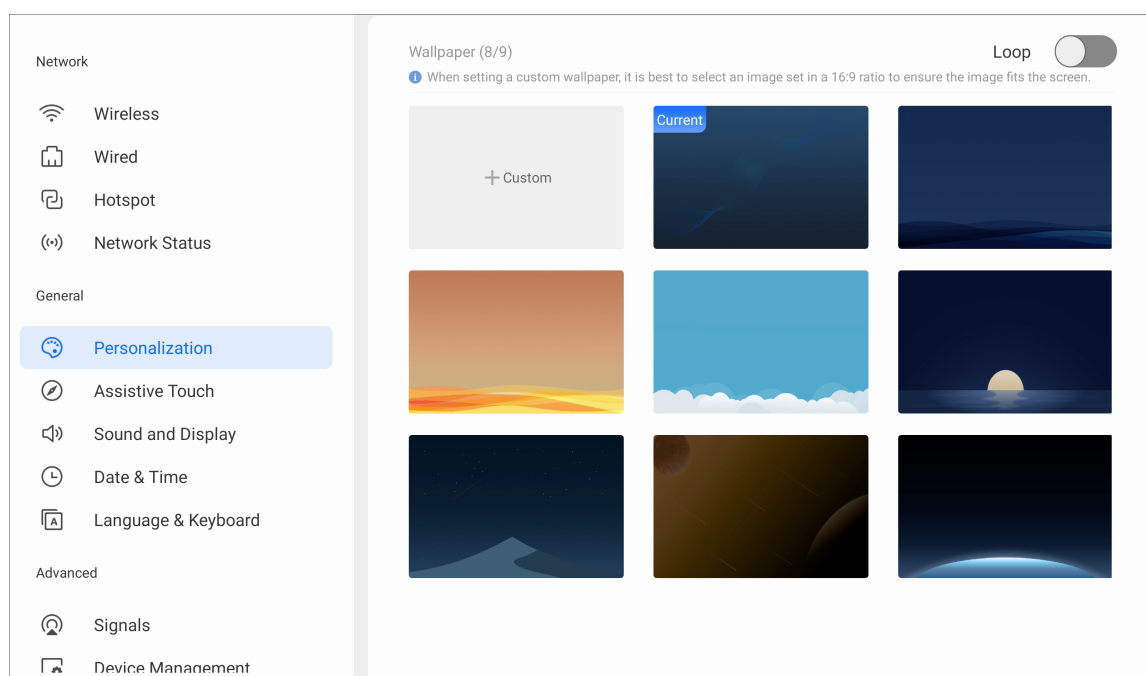 Network
Wireless
Wired
Hotspot
Network Status
General
Personalization
Assistive Touch
Sound and Display
Date & Time
Language & Keyboard
Advanced
Signals
Device Management
Wallpaper (8/9)
Loop
When setting a custom wallpaper, it is best to select an image set in a 16:9 ratio to ensure the image fits the screen.
Custom
Current